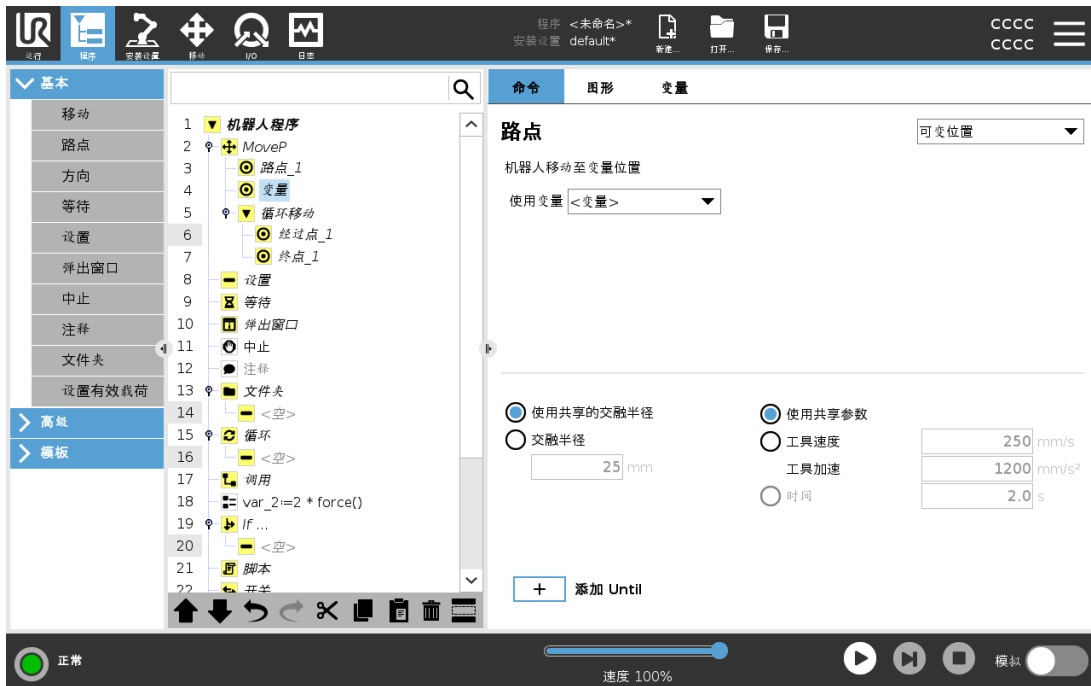 程序 <未命名>*
安装设置 default*
CCCC
CCCC
运行 程序 安装设置 移动 I/O 日志 新建... 打开... 保存...
基本
移动
路点
方向
等待
设置
弹出窗口
中止
注释
文件夹
设置有效载荷
高级
模板
1 机器人程序
2 MoveP
3 路点_1
4 变量
5 循环移动
6 经过点_1
7 终点_1
8 设置
9 等待
10 弹出窗口
11 中止
12 注释
13 文件夹
14 <空>
15 循环
16 <空>
17 调用
18 var_2:=2 * force()
19 If ...
20 <空>
21 脚本
22 开关
命令 图形 变量
路点 可变位置
机器人移动至变量位置
使用变量 <变量>
使用共享的交融半径
交融半径
25 mm
使用共享参数
工具速度 250 mm/s
工具加速 1200 mm/s²
时间 2.0 s
+ 添加 Until
正常
速度 100%
模拟